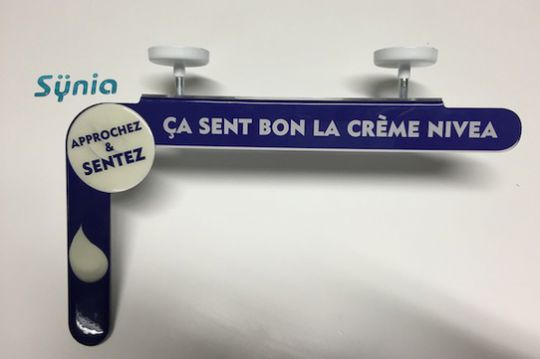 Sÿnia
APPROCHEZ
&
SENTEZ
ÇA SENT BON LA CRÈME NIVEA